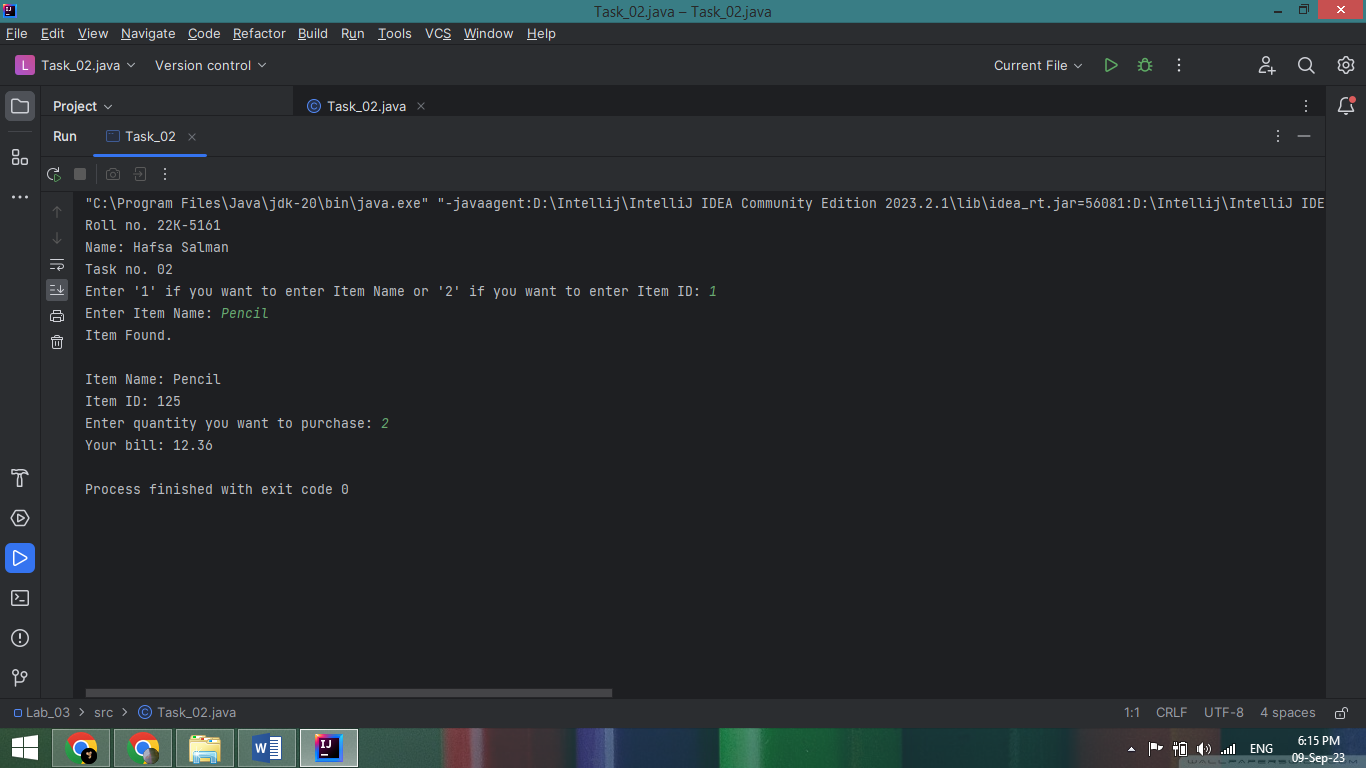 Task_02.java – Task_02.java
File Edit View Navigate Code Refactor Build Run Tools VCS Window Help
L Task_02.java Version control Current File
Project Task_02.java
Run Task_02
"C:\Program Files\Java\jdk-20\bin\java.exe" "-javaagent:D:\Intellij\IntelliJ IDEA Community Edition 2023.2.1\lib\idea_rt.jar=56081:D:\Intellij\IntelliJ IDE
Roll no. 22K-5161
Name: Hafsa Salman
Task no. 02
Enter '1' if you want to enter Item Name or '2' if you want to enter Item ID: 1
Enter Item Name: Pencil
Item Found.
Item Name: Pencil
Item ID: 125
Enter quantity you want to purchase: 2
Your bill: 12.36
Process finished with exit code 0
Lab_03 > src > Task_02.java 1:1 CRLF UTF-8 4 spaces
ENG 6:15 PM
09-Sep-23